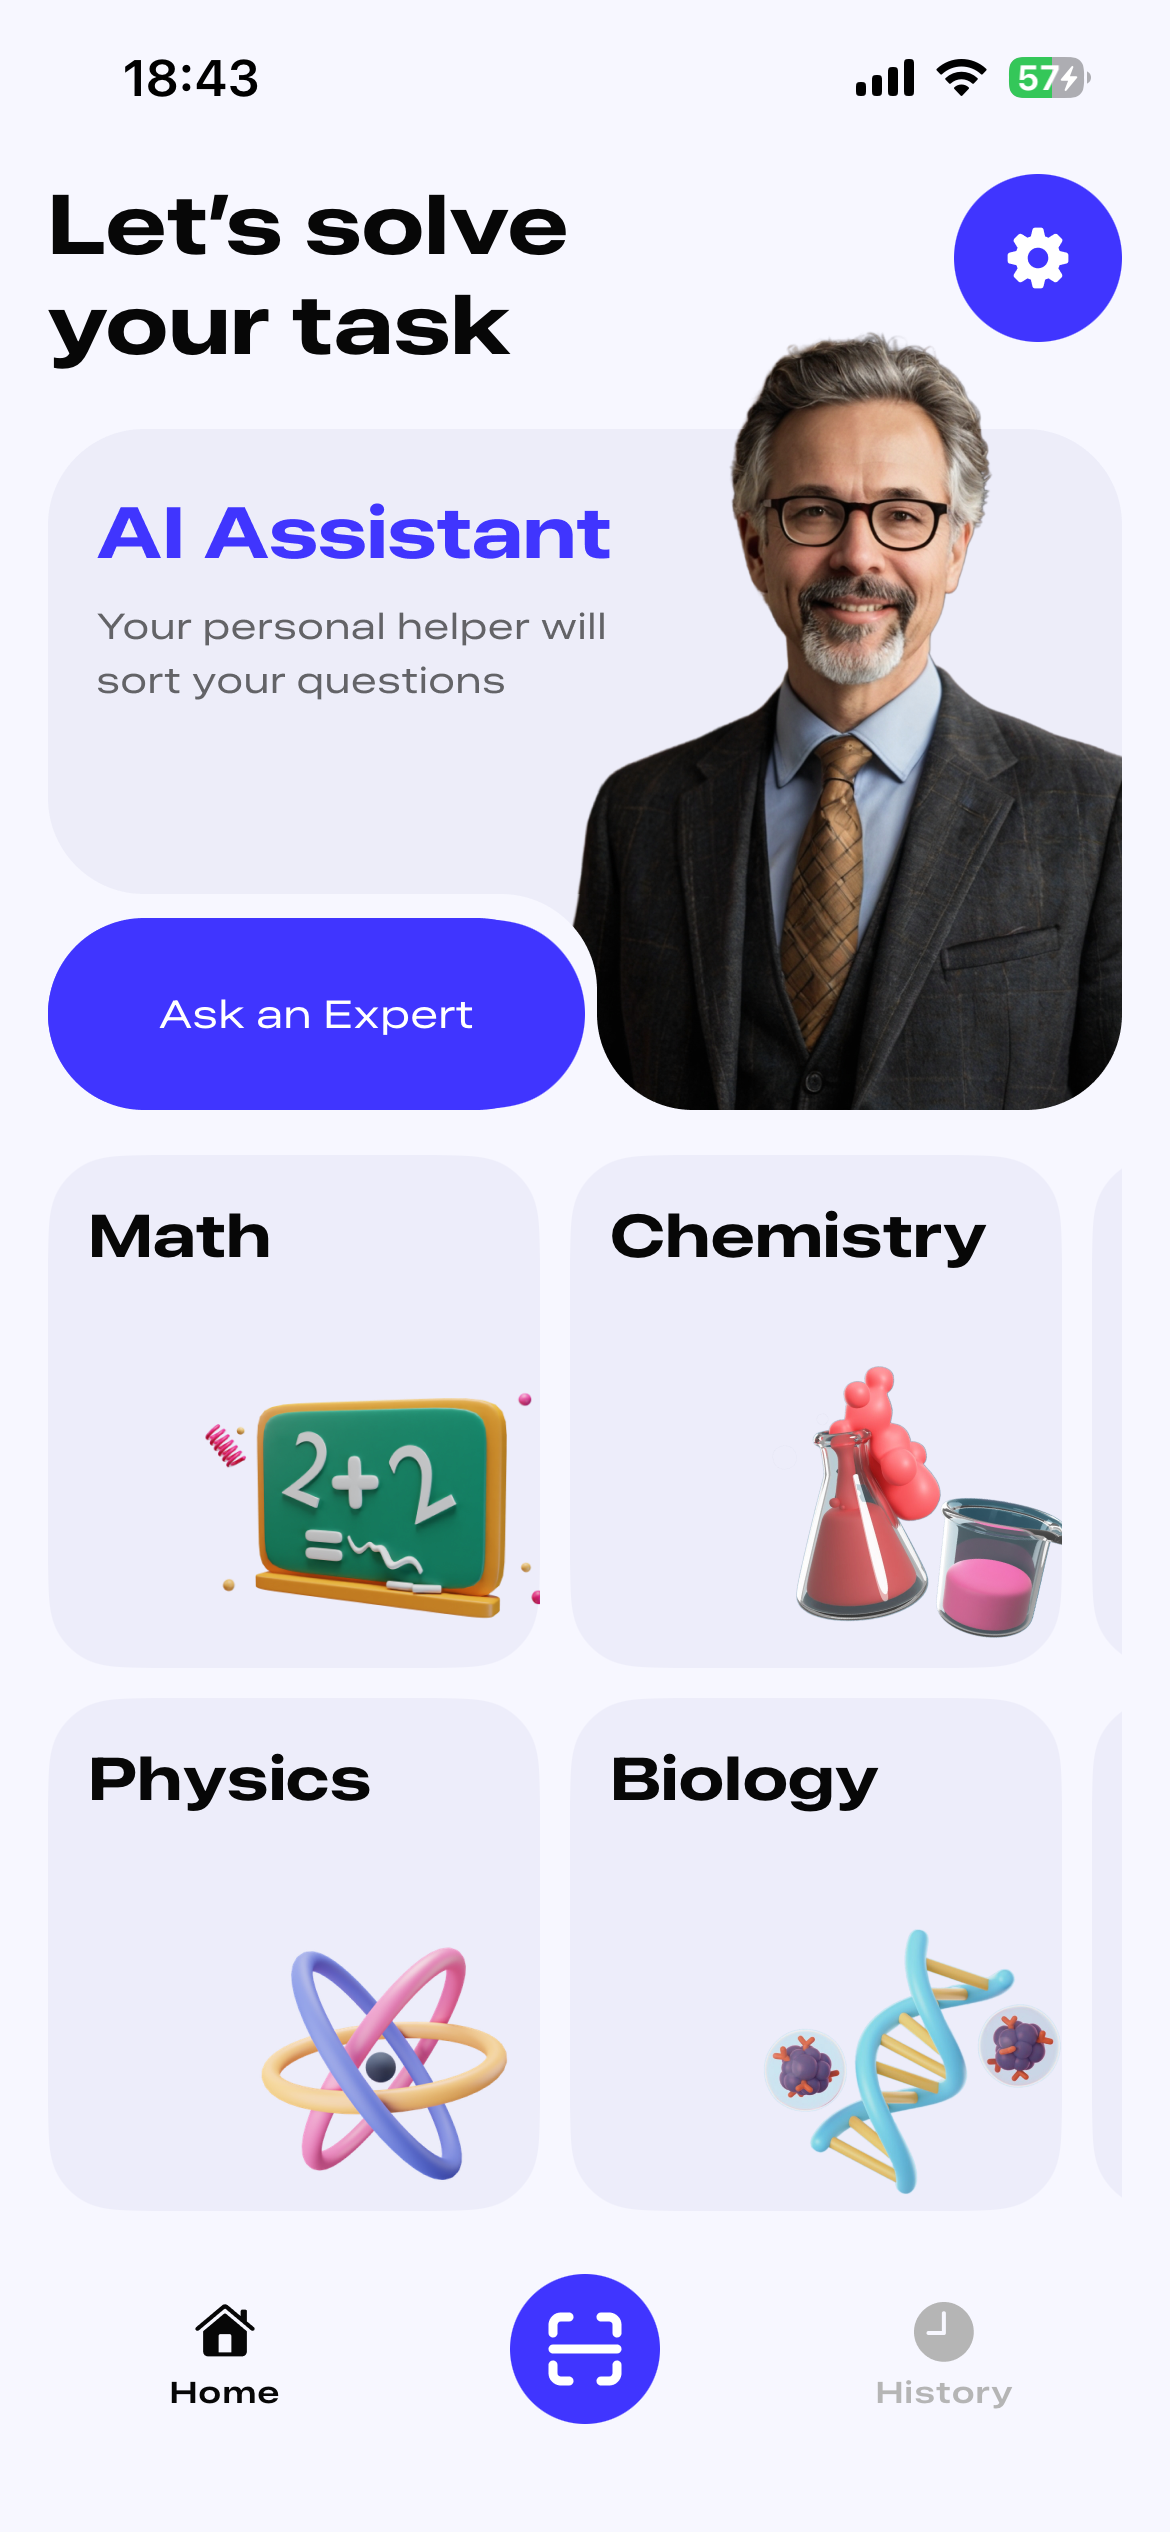 18:43
57
Let’s solve
your task
AI Assistant
Your personal helper will
sort your questions
Ask an Expert
Math
Chemistry
2+2
=
Physics
Biology
Home
History